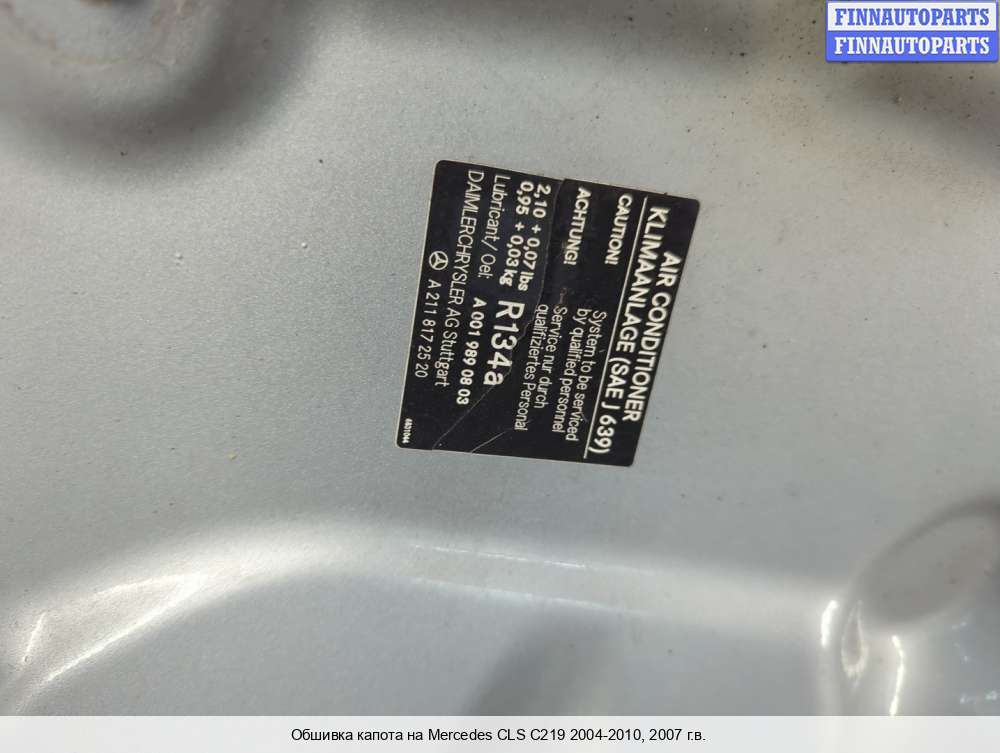 FINNAUTOPARTS
FINNAUTOPARTS
AIR CONDITIONER
KLIMAANLAGE (SAE J 639)
CAUTION! System to be serviced
by qualified personnel
ACHTUNG! Service nur durch
qualifiziertes Personal
2,10 + 0,07 lbs
0,95 + 0,03 kg R134a
Lubricant / Oel: A 001 989 08 03
DAIMLERCHRYSLER AG Stuttgart
A 211 817 25 20
Обшивка капота на Mercedes CLS C219 2004-2010, 2007 г.в.